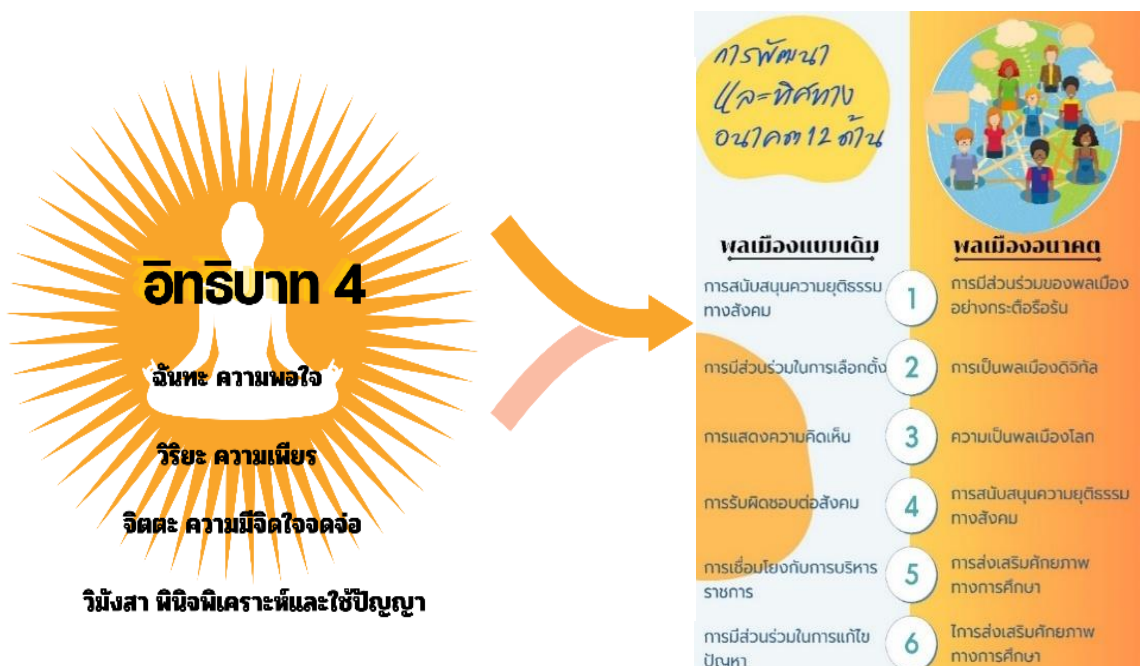 อิทธิบาท 4
ฉันทะ ความพอใจ
วิริยะ ความเพียร
จิตตะ ความมีจิตใจจดจ่อ
วิมังสา พินิจพิเคราะห์และใช้ปัญญา
การพัฒนา
และทิศทาง
อนาคต 12 ด้าน
พลเมืองแบบเดิม
พลเมืองอนาคต
การสนับสนุนความยุติธรรม
ทางสังคม
1
การมีส่วนร่วมของพลเมือง
อย่างกระตือรือร้น
การมีส่วนร่วมในการเลือกตั้ง
2
การเป็นพลเมืองดิจิทัล
การแสดงความคิดเห็น
3
ความเป็นพลเมืองโลก
การรับผิดชอบต่อสังคม
4
การสนับสนุนความยุติธรรม
ทางสังคม
การเชื่อมโยงกับการบริหาร
ราชการ
5
การส่งเสริมศักยภาพ
ทางการศึกษา
การมีส่วนร่วมในการแก้ไข
ปัญหา
6
ไการส่งเสริมศักยภาพ
ทางการศึกษา